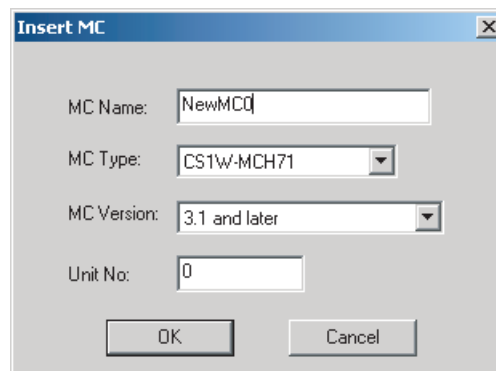 Insert MC
MC Name: NewMC0
MC Type: CS1W-MCH71
MC Version: 3.1 and later
Unit No: 0
OK Cancel